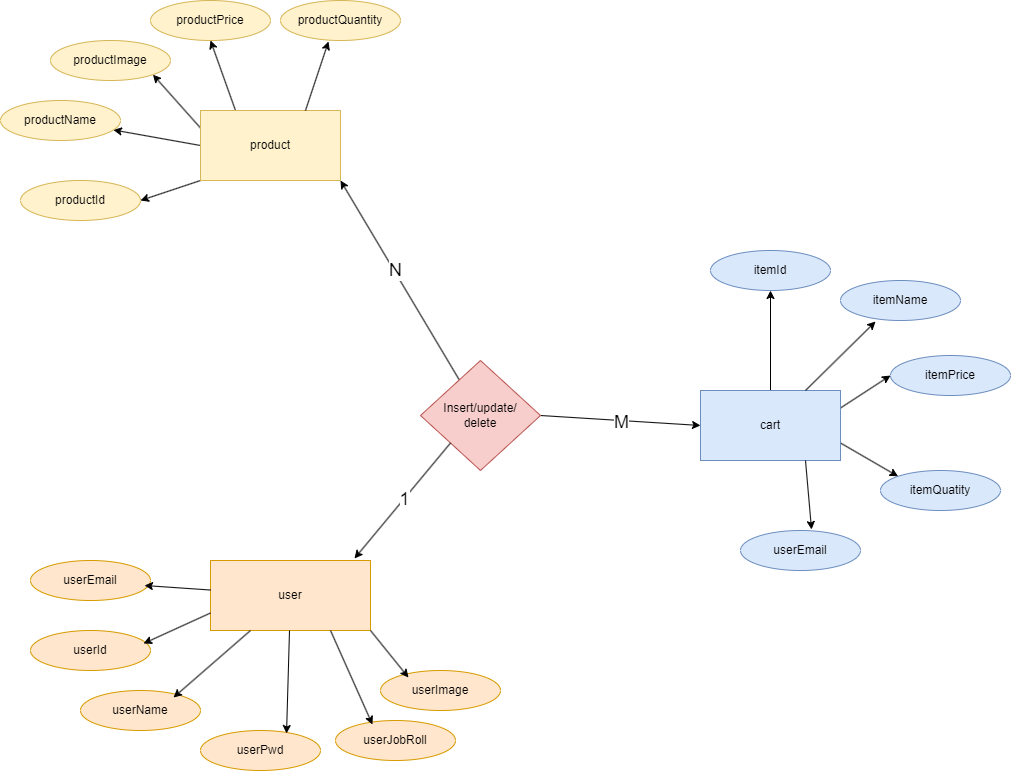 productPrice
productQuantity
productImage
productName
product
productId
N
itemId
itemName
itemPrice
Insert/update/
delete
M
cart
itemQuatity
1
userEmail
userEmail
user
userId
userImage
userName
userJobRoll
userPwd